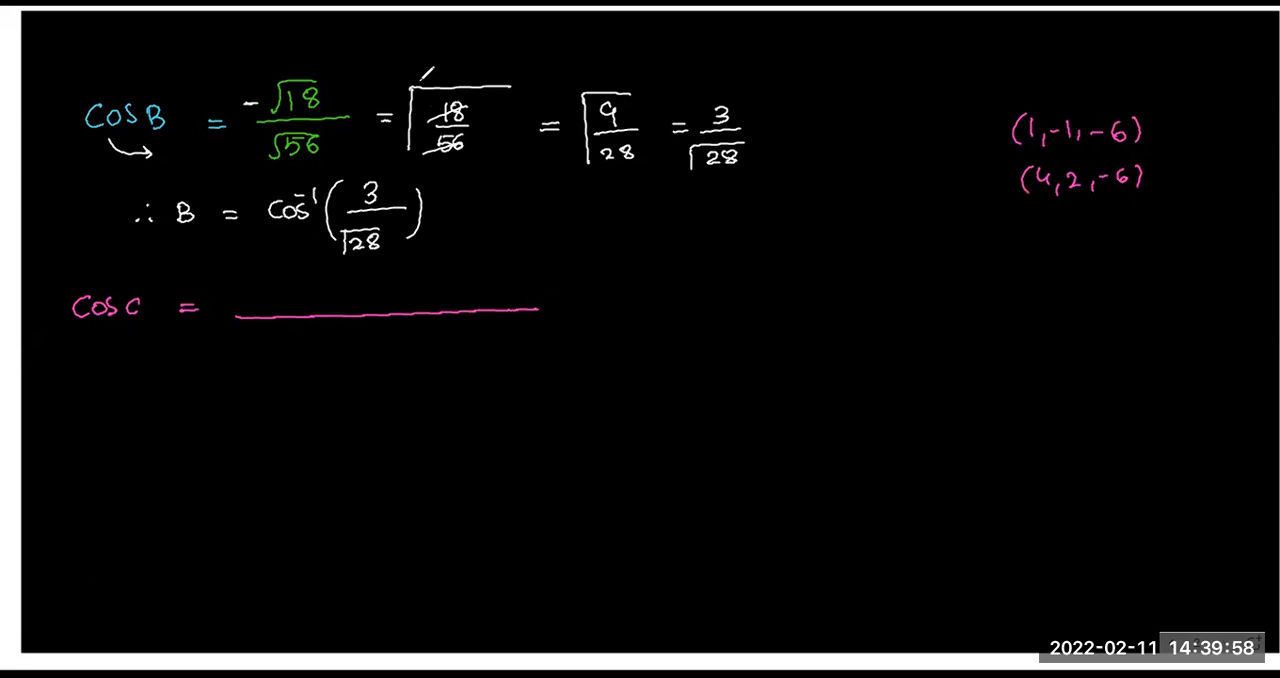 COS B = -√18/√56 = √18/56 = √9/28 = 3/√28
(1, -1, -6)
(4, 2, -6)
∴ B = Cos⁻¹(3/√28)
Cos C =
2022-02-11 14:39:58